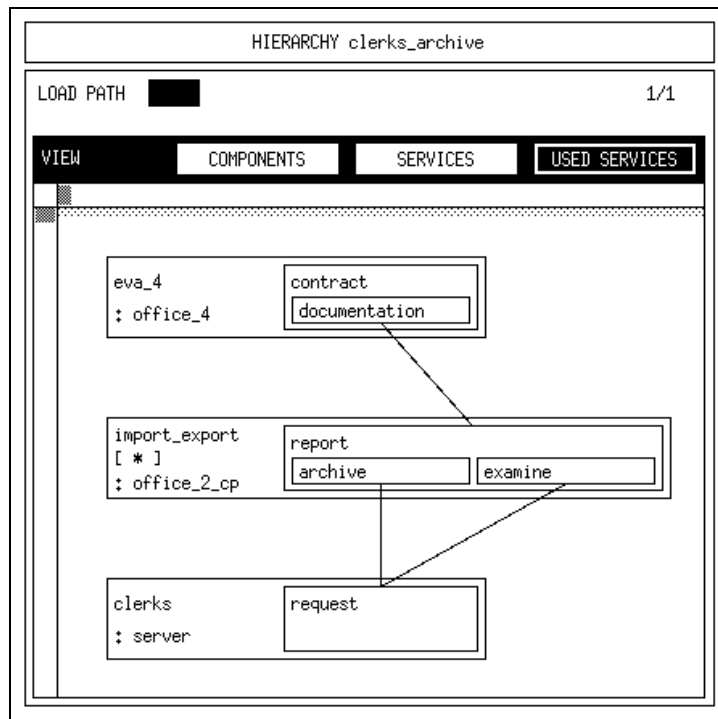 HIERARCHY clerks_archive
LOAD PATH 1/1
VIEW COMPONENTS SERVICES USED SERVICES
eva_4 contract
: office_4 documentation
import_export report
[ * ] archive examine
: office_2_cp
clerks request
: server